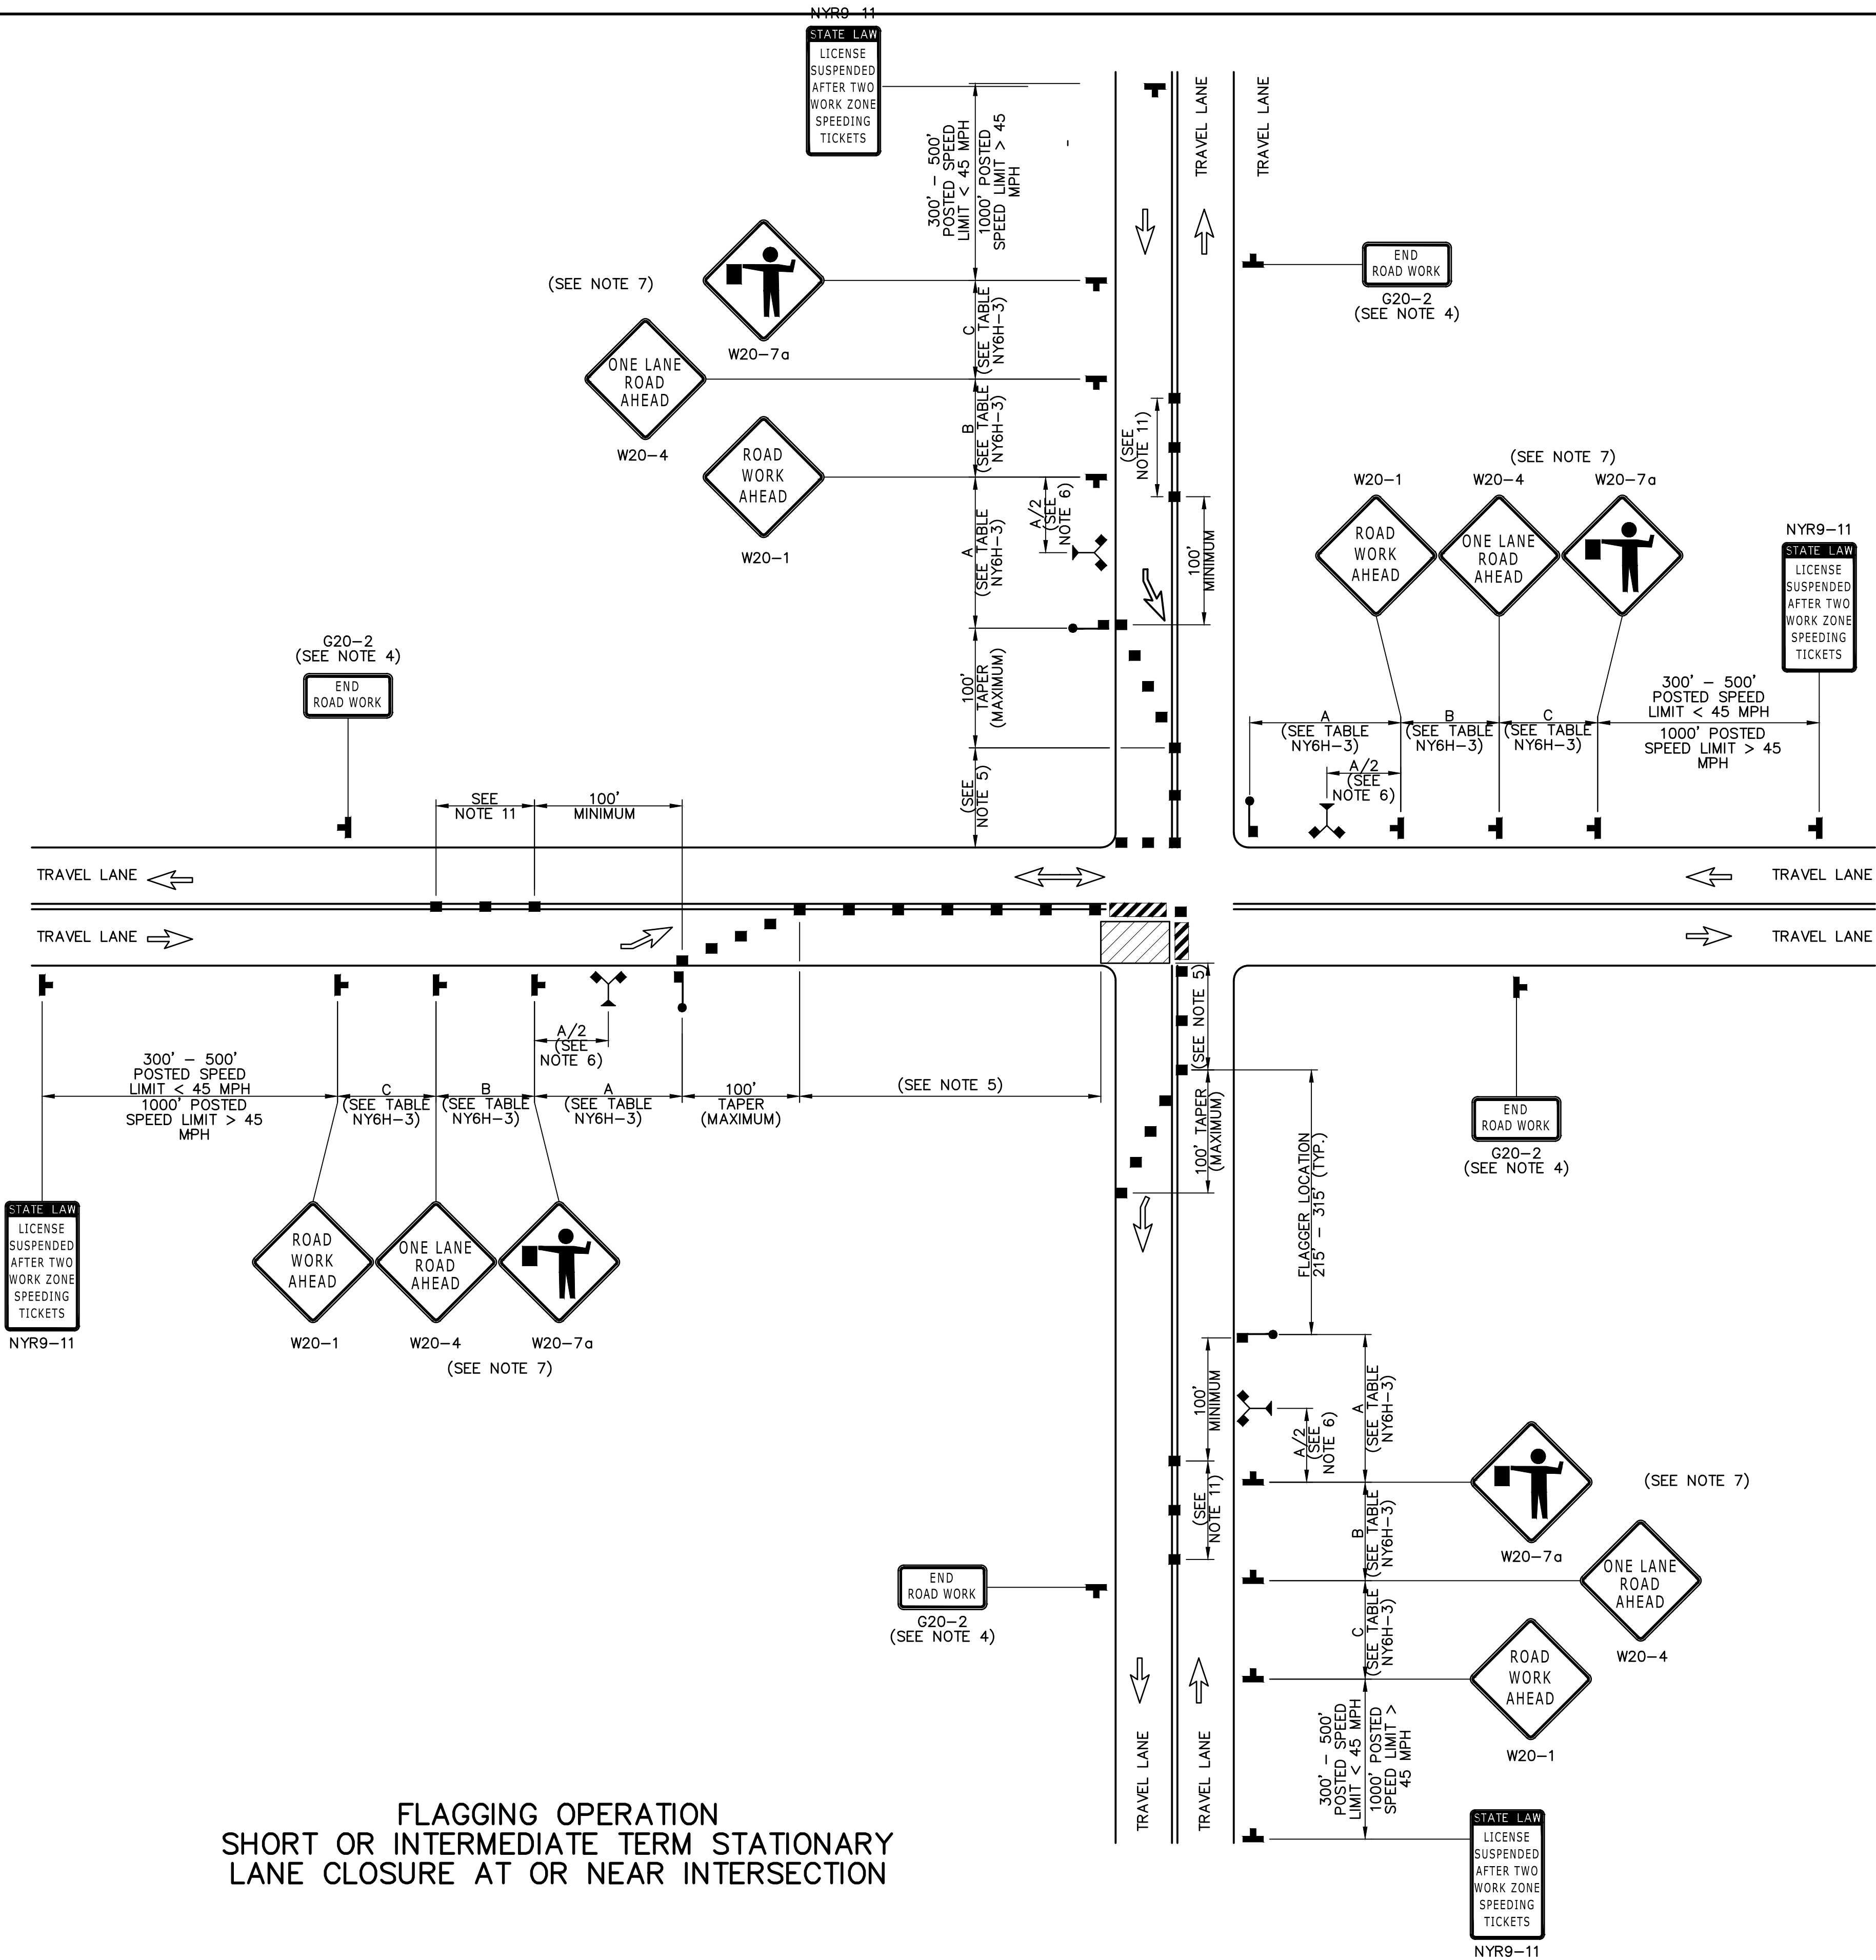 NYR9-11
STATE LAW
LICENSE
SUSPENDED
AFTER TWO
WORK ZONE
SPEEDING
TICKETS
300' - 500'
POSTED SPEED
LIMIT < 45 MPH
1000' POSTED
SPEED LIMIT > 45
MPH
TRAVEL LANE
TRAVEL LANE
(SEE NOTE 7)
W20-7a
ONE LANE
ROAD
AHEAD
W20-4
ROAD
WORK
AHEAD
W20-1
C
(SEE TABLE
NY6H-3)
B
(SEE TABLE
NY6H-3)
A
(SEE TABLE
NY6H-3)
A/2
(SEE
NOTE 6)
(SEE
NOTE 11)
100'
MINIMUM
100'
TAPER
(MAXIMUM)
(SEE
NOTE 5)
END
ROAD WORK
G20-2
(SEE NOTE 4)
(SEE NOTE 7)
W20-1
W20-4
W20-7a
ROAD
WORK
AHEAD
ONE LANE
ROAD
AHEAD
NYR9-11
STATE LAW
LICENSE
SUSPENDED
AFTER TWO
WORK ZONE
SPEEDING
TICKETS
A
(SEE TABLE
NY6H-3)
B
(SEE TABLE
NY6H-3)
C
(SEE TABLE
NY6H-3)
300' - 500'
POSTED SPEED
LIMIT < 45 MPH
1000' POSTED
SPEED LIMIT > 45
MPH
A/2
(SEE
NOTE 6)
G20-2
(SEE NOTE 4)
END
ROAD WORK
SEE
NOTE 11
100'
MINIMUM
TRAVEL LANE
TRAVEL LANE
TRAVEL LANE
TRAVEL LANE
300' - 500'
POSTED SPEED
LIMIT < 45 MPH
1000' POSTED
SPEED LIMIT > 45
MPH
C
(SEE TABLE
NY6H-3)
B
(SEE TABLE
NY6H-3)
A/2
(SEE
NOTE 6)
A
(SEE TABLE
NY6H-3)
100'
TAPER
(MAXIMUM)
(SEE NOTE 5)
STATE LAW
LICENSE
SUSPENDED
AFTER TWO
WORK ZONE
SPEEDING
TICKETS
NYR9-11
ROAD
WORK
AHEAD
W20-1
ONE LANE
ROAD
AHEAD
W20-4
W20-7a
(SEE NOTE 7)
(SEE NOTE 5)
100' TAPER
(MAXIMUM)
FLAGGER LOCATION
215' - 315' (TYP.)
END
ROAD WORK
G20-2
(SEE NOTE 4)
100'
MINIMUM
(SEE
NOTE 11)
A/2
(SEE
NOTE 6)
A
(SEE TABLE
NY6H-3)
B
(SEE TABLE
NY6H-3)
C
(SEE TABLE
NY6H-3)
300' - 500'
POSTED SPEED
LIMIT < 45 MPH
1000' POSTED
SPEED LIMIT >
45 MPH
(SEE NOTE 7)
W20-7a
ONE LANE
ROAD
AHEAD
W20-4
ROAD
WORK
AHEAD
W20-1
END
ROAD WORK
G20-2
(SEE NOTE 4)
TRAVEL LANE
TRAVEL LANE
STATE LAW
LICENSE
SUSPENDED
AFTER TWO
WORK ZONE
SPEEDING
TICKETS
NYR9-11
FLAGGING OPERATION
SHORT OR INTERMEDIATE TERM STATIONARY
LANE CLOSURE AT OR NEAR INTERSECTION